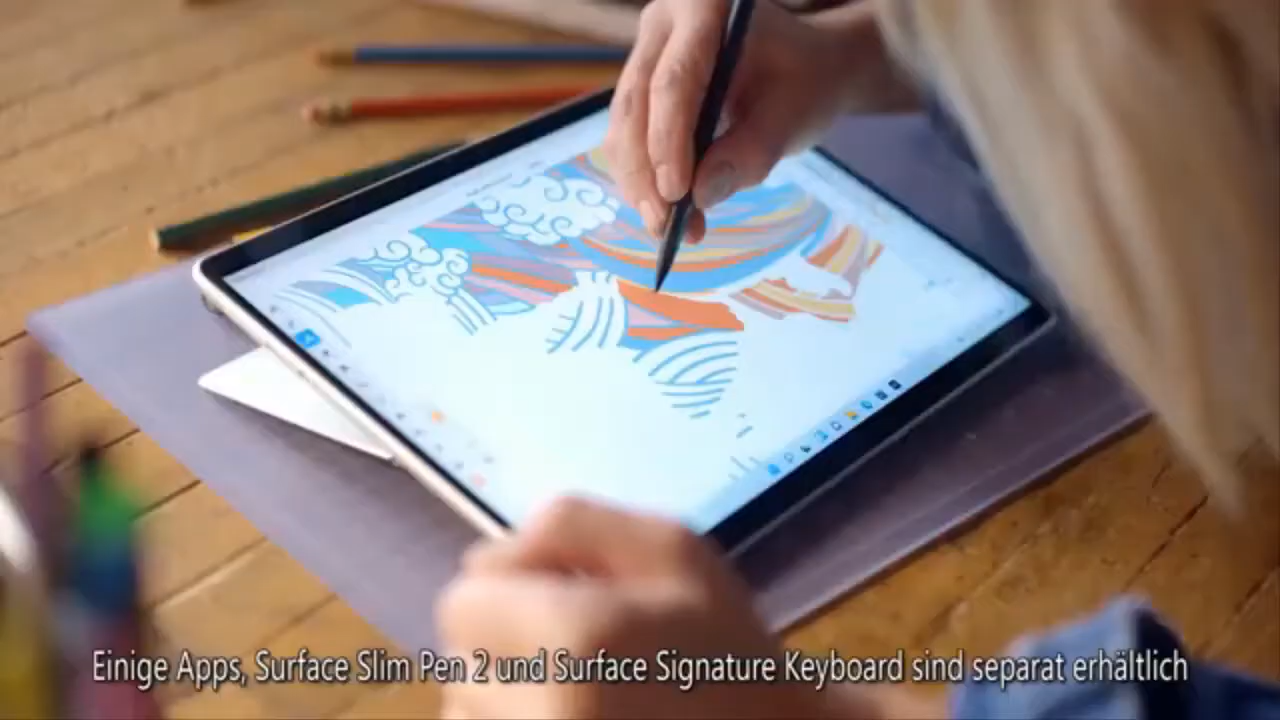 Einige Apps, Surface Slim Pen 2 und Surface Signature Keyboard sind separat erhältlich